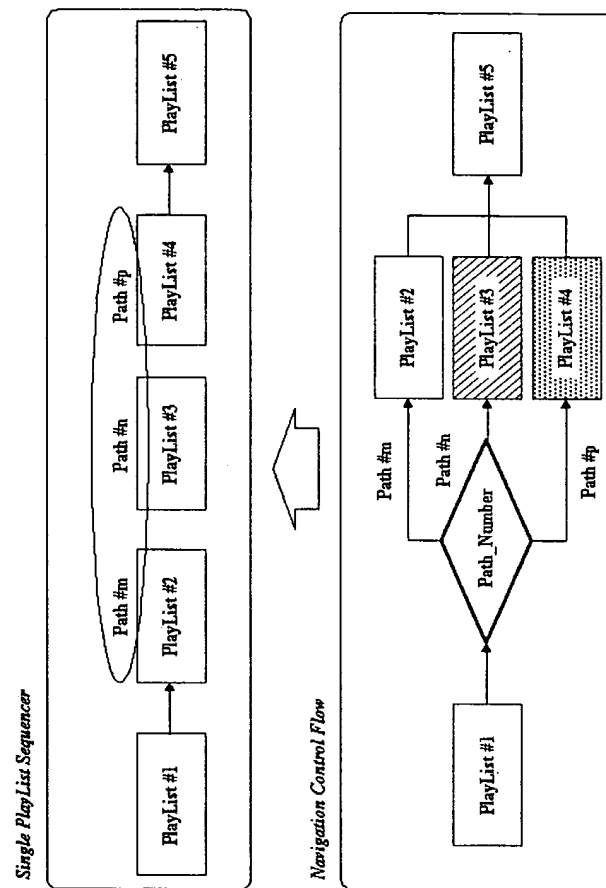 Single PlayList Sequencer
Path #m
Path #n
Path #p
PlayList #1
PlayList #2
PlayList #3
PlayList #4
PlayList #5
Navigation Control Flow
PlayList #1
Path_Number
Path #m
Path #n
Path #p
PlayList #2
PlayList #3
PlayList #4
PlayList #5